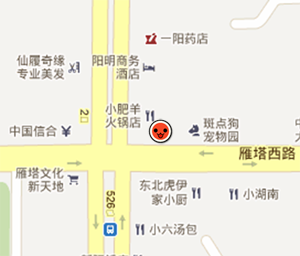 一阳药店
仙履奇缘
专业美发
阳明商务
酒店
2
小肥羊
火锅店
斑点狗
宠物园
中国信合
雁塔西路
雁塔文化
新天地
526
东北虎伊
家小厨
小湖南
小六汤包